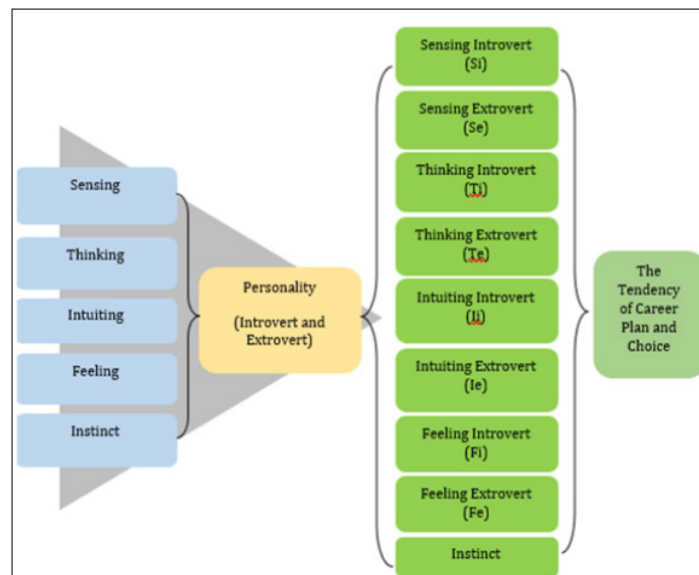 Sensing
Thinking
Intuiting
Feeling
Instinct
Personality
(Introvert and
Extrovert)
Sensing Introvert
(Si)
Sensing Extrovert
(Se)
Thinking Introvert
(Ti)
Thinking Extrovert
(Te)
Intuiting Introvert
(Ii)
Intuiting Extrovert
(Ie)
Feeling Introvert
(Fi)
Feeling Extrovert
(Fe)
Instinct
The
Tendency
of Career
Plan and
Choice